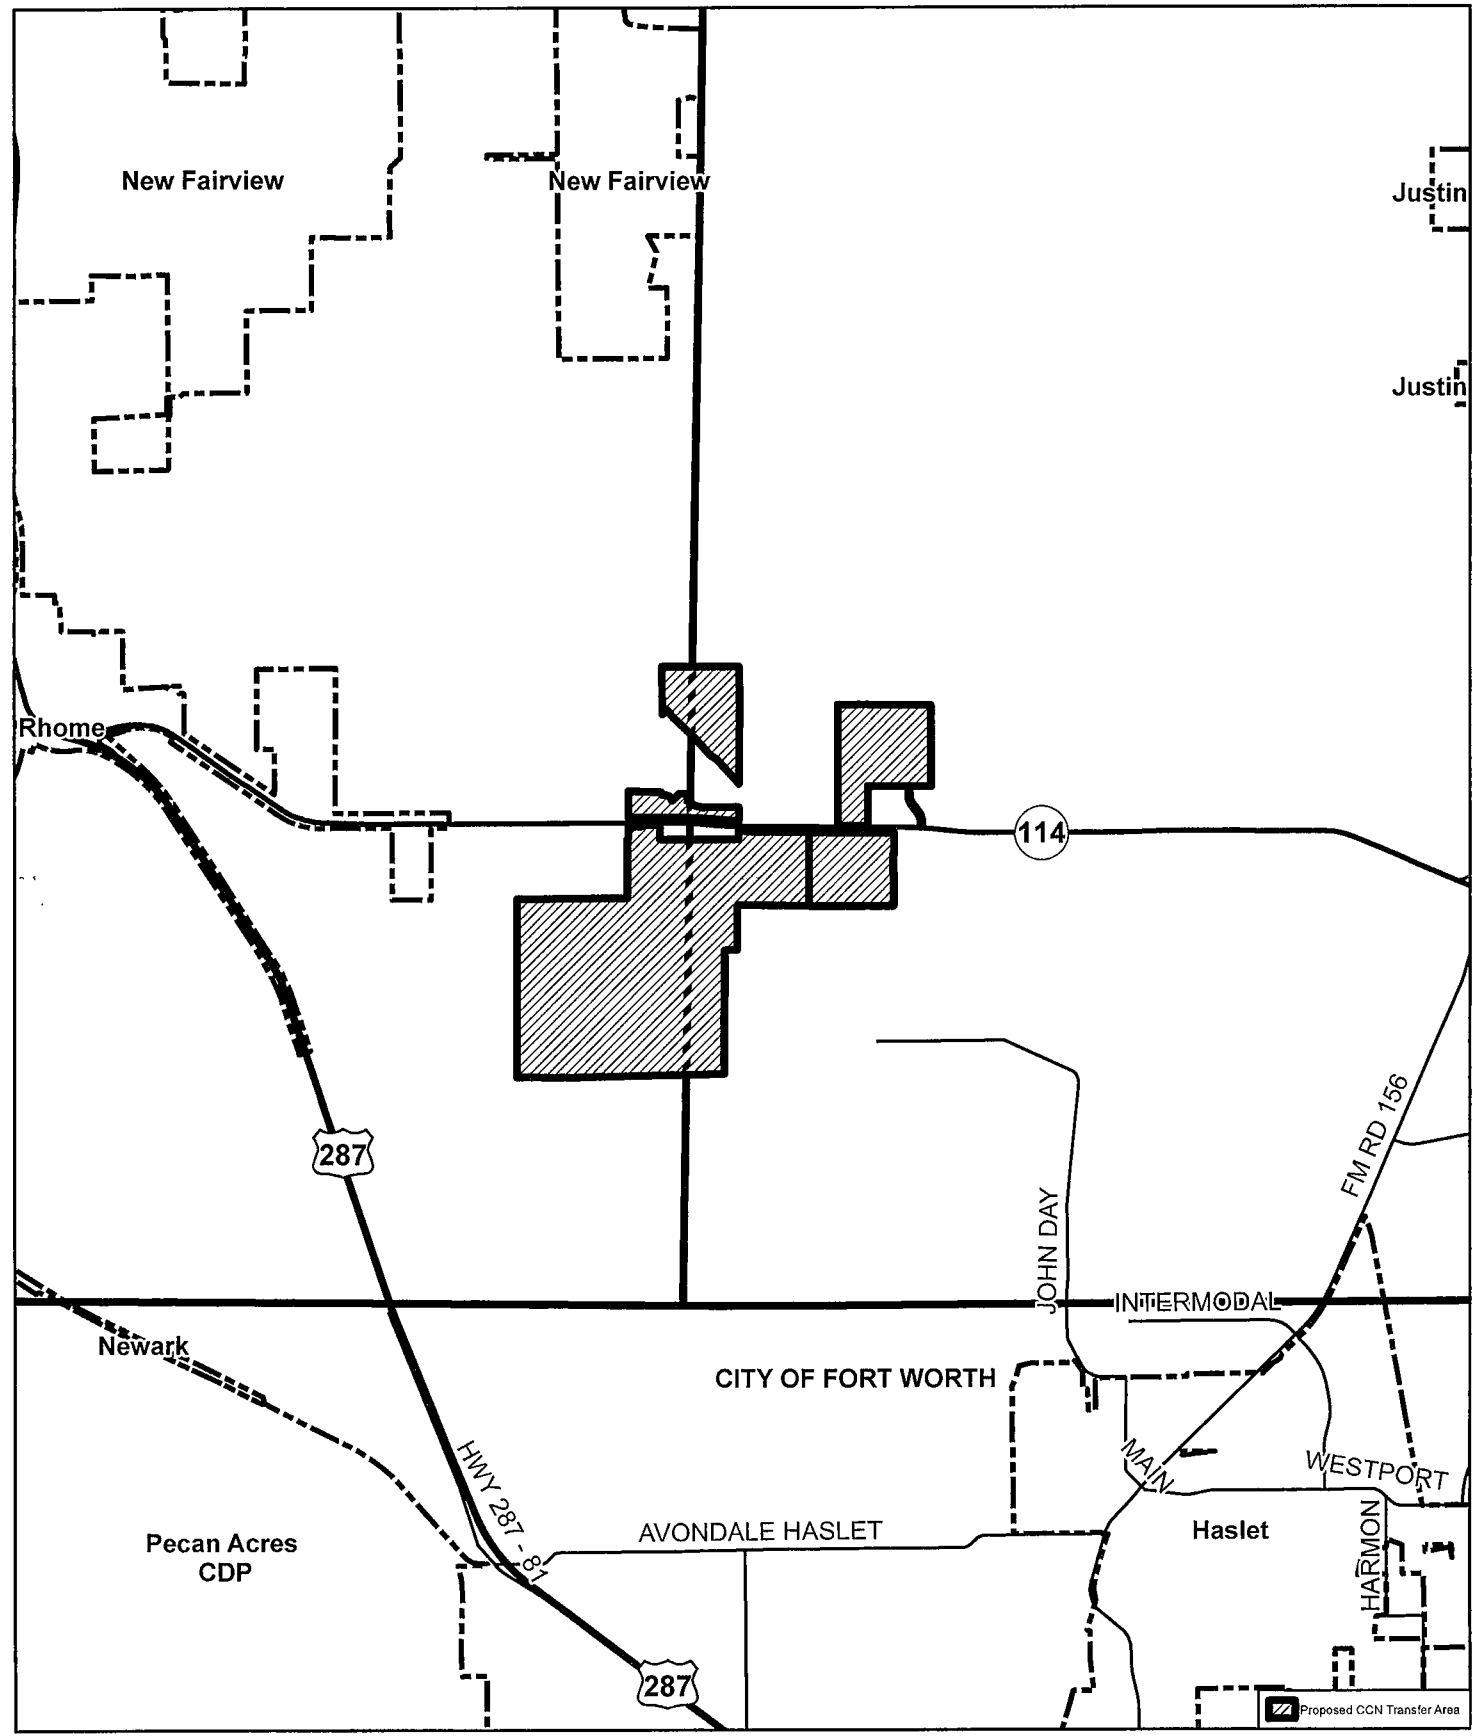 New Fairview
New Fairview
Justin
Justin
Rhome
114
FM RD 156
287
JOHN DAY
INTERMODAL
Newark
CITY OF FORT WORTH
MAIN
WESTPORT
HWY 287 - 81
AVONDALE HASLET
Haslet
HARMON
Pecan Acres
CDP
287
Proposed CCN Transfer Area